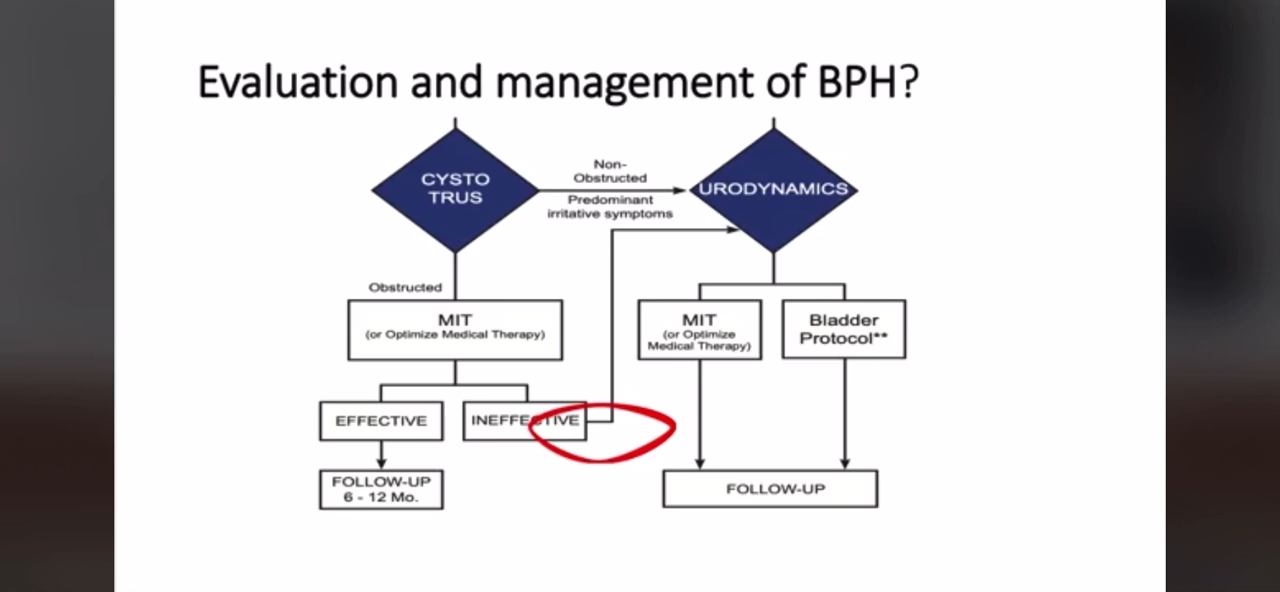 Evaluation and management of BPH?
CYSTO
TRUS
Non-
Obstructed
Predominant
irritative symptoms
URODYNAMICS
Obstructed
MIT
(or Optimize Medical Therapy)
MIT
(or Optimize
Medical Therapy)
Bladder
Protocol**
EFFECTIVE
INEFFECTIVE
FOLLOW-UP
6 - 12 Mo.
FOLLOW-UP